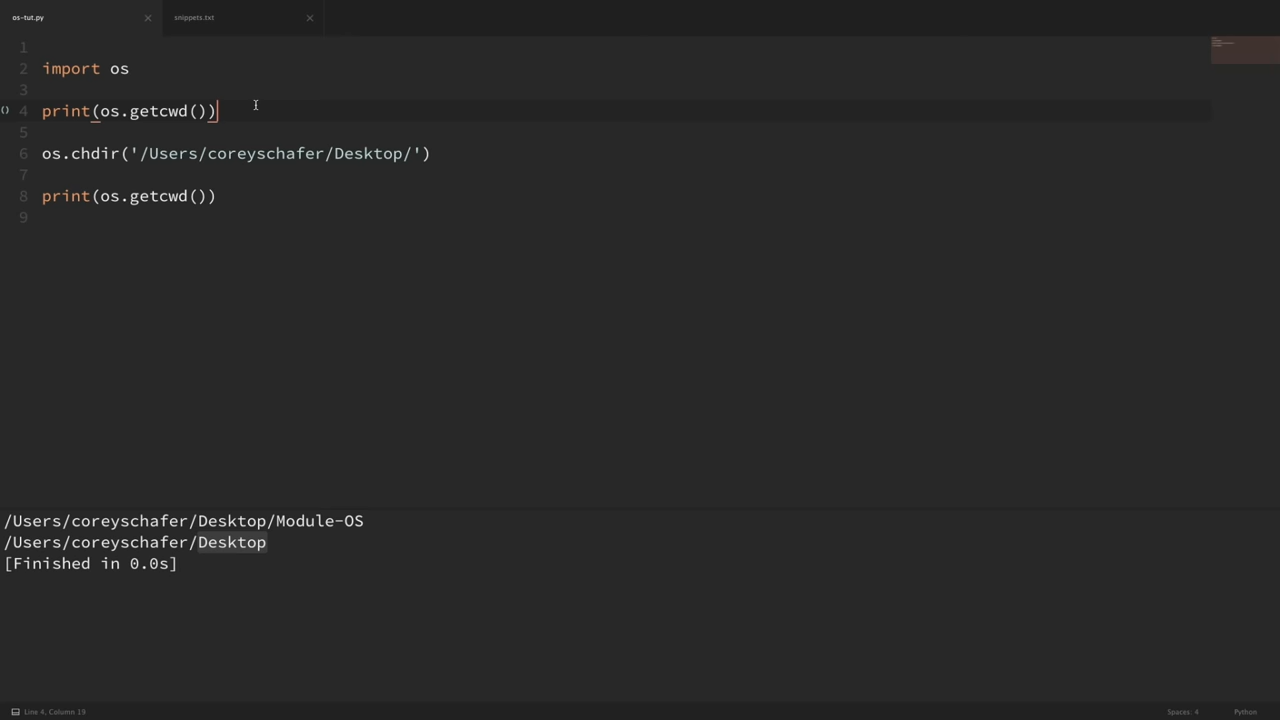 os-tut.py
snippets.txt
1
2 import os
3
() 4 print(os.getcwd())
5
6 os.chdir('/Users/coreyschafer/Desktop/')
7
8 print(os.getcwd())
9
/Users/coreyschafer/Desktop/Module-OS
/Users/coreyschafer/Desktop
[Finished in 0.0s]
Line 4, Column 19
Spaces: 4
Python